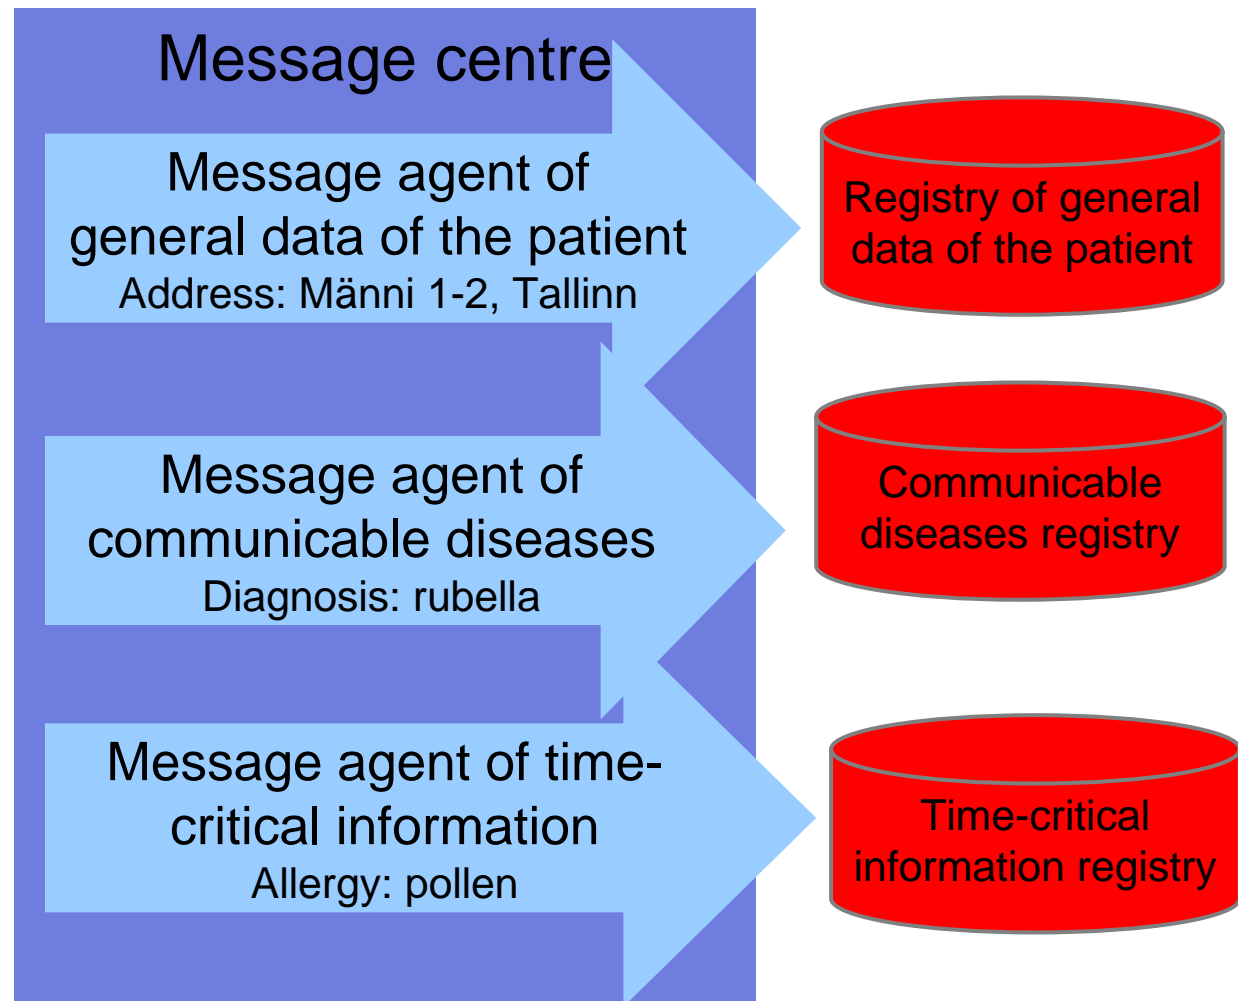 Message centre
Message agent of
general data of the patient
Address: Männi 1-2, Tallinn
Registry of general
data of the patient
Message agent of
communicable diseases
Diagnosis: rubella
Communicable
diseases registry
Message agent of time-
critical information
Allergy: pollen
Time-critical
information registry